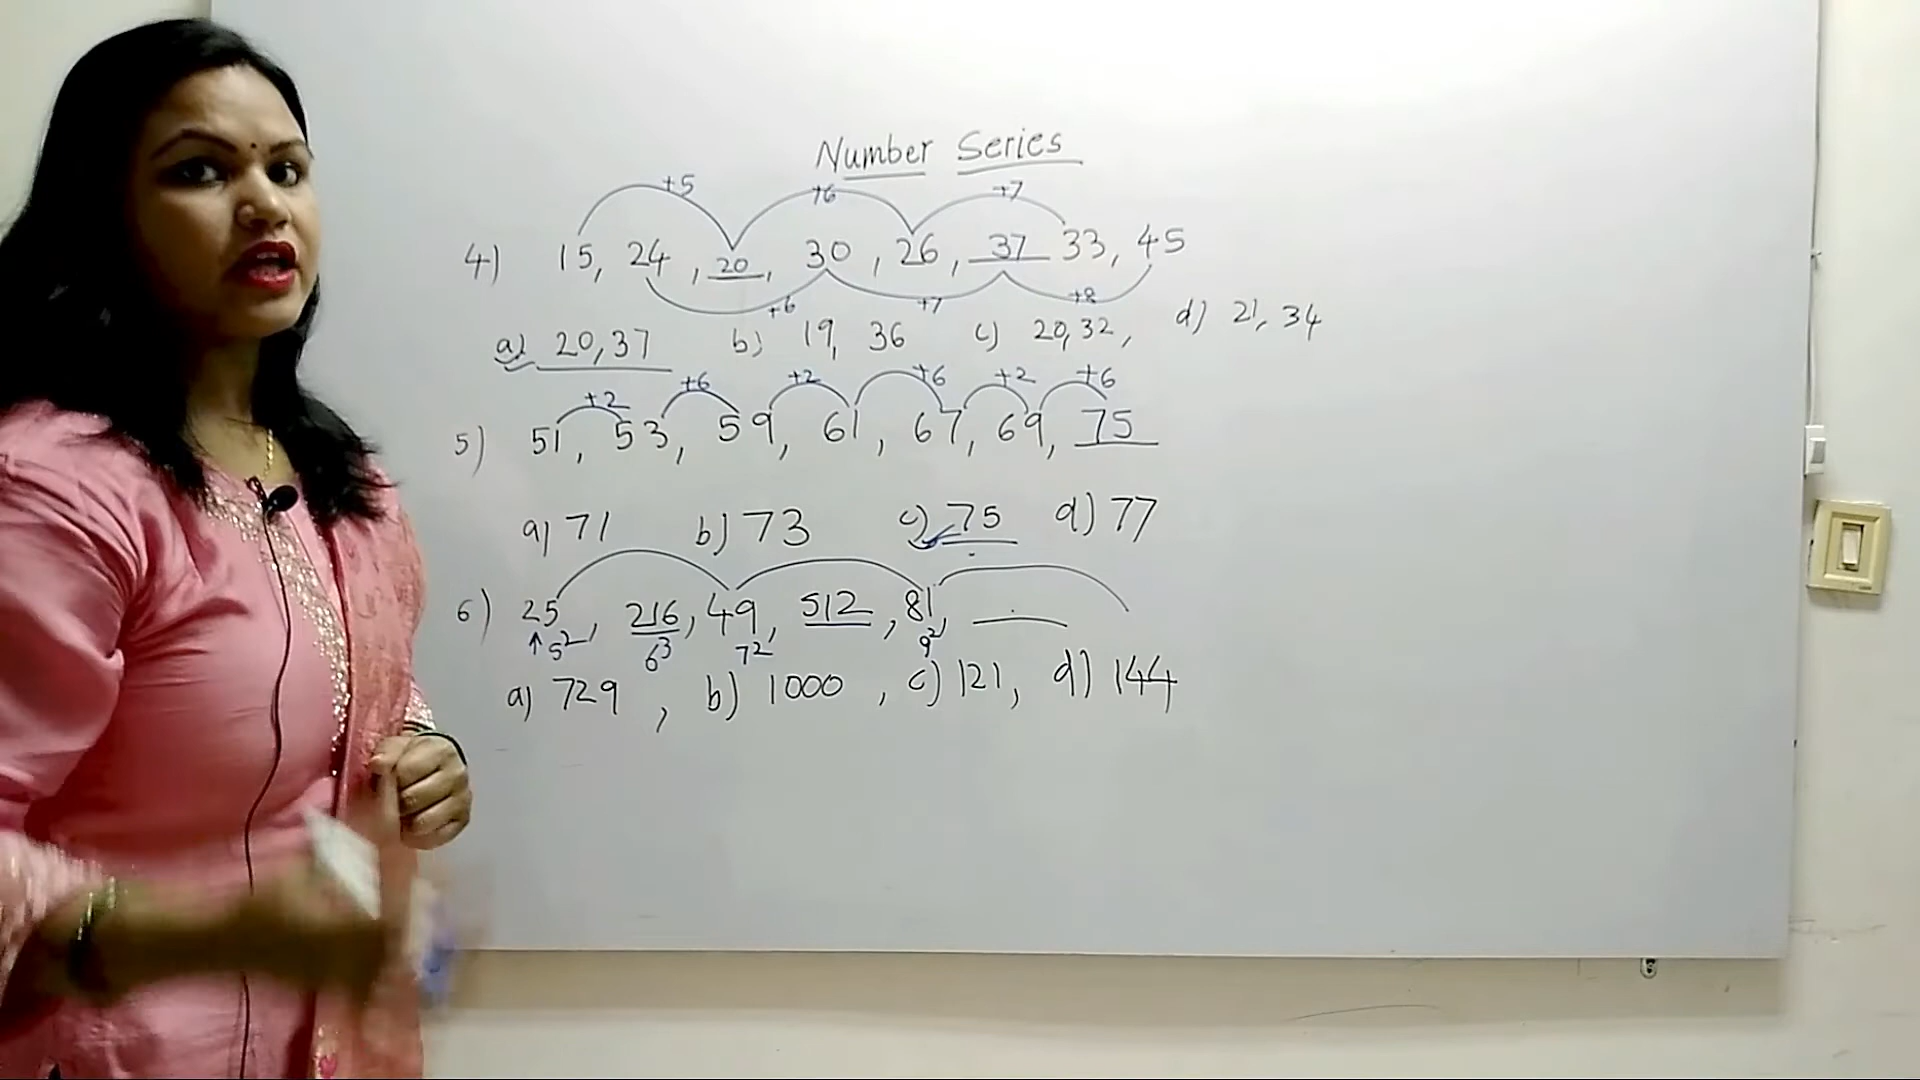 Number Series
+5 +6 +7
4) 15, 24, 20, 30, 26, 37 33, 45
+6 +7 +8
a) 20,37 b) 19, 36 c) 20,32, d) 21, 34
+2 +6 +2 +6 +2 +6
5) 51, 53, 59, 61, 67, 69, 75
a) 71 b) 73 c) 75 d) 77
6) 25, 216, 49, 512, 81, ___
↑ 5² 6³ 7² 9²
a) 729, b) 1000, c) 121, d) 144